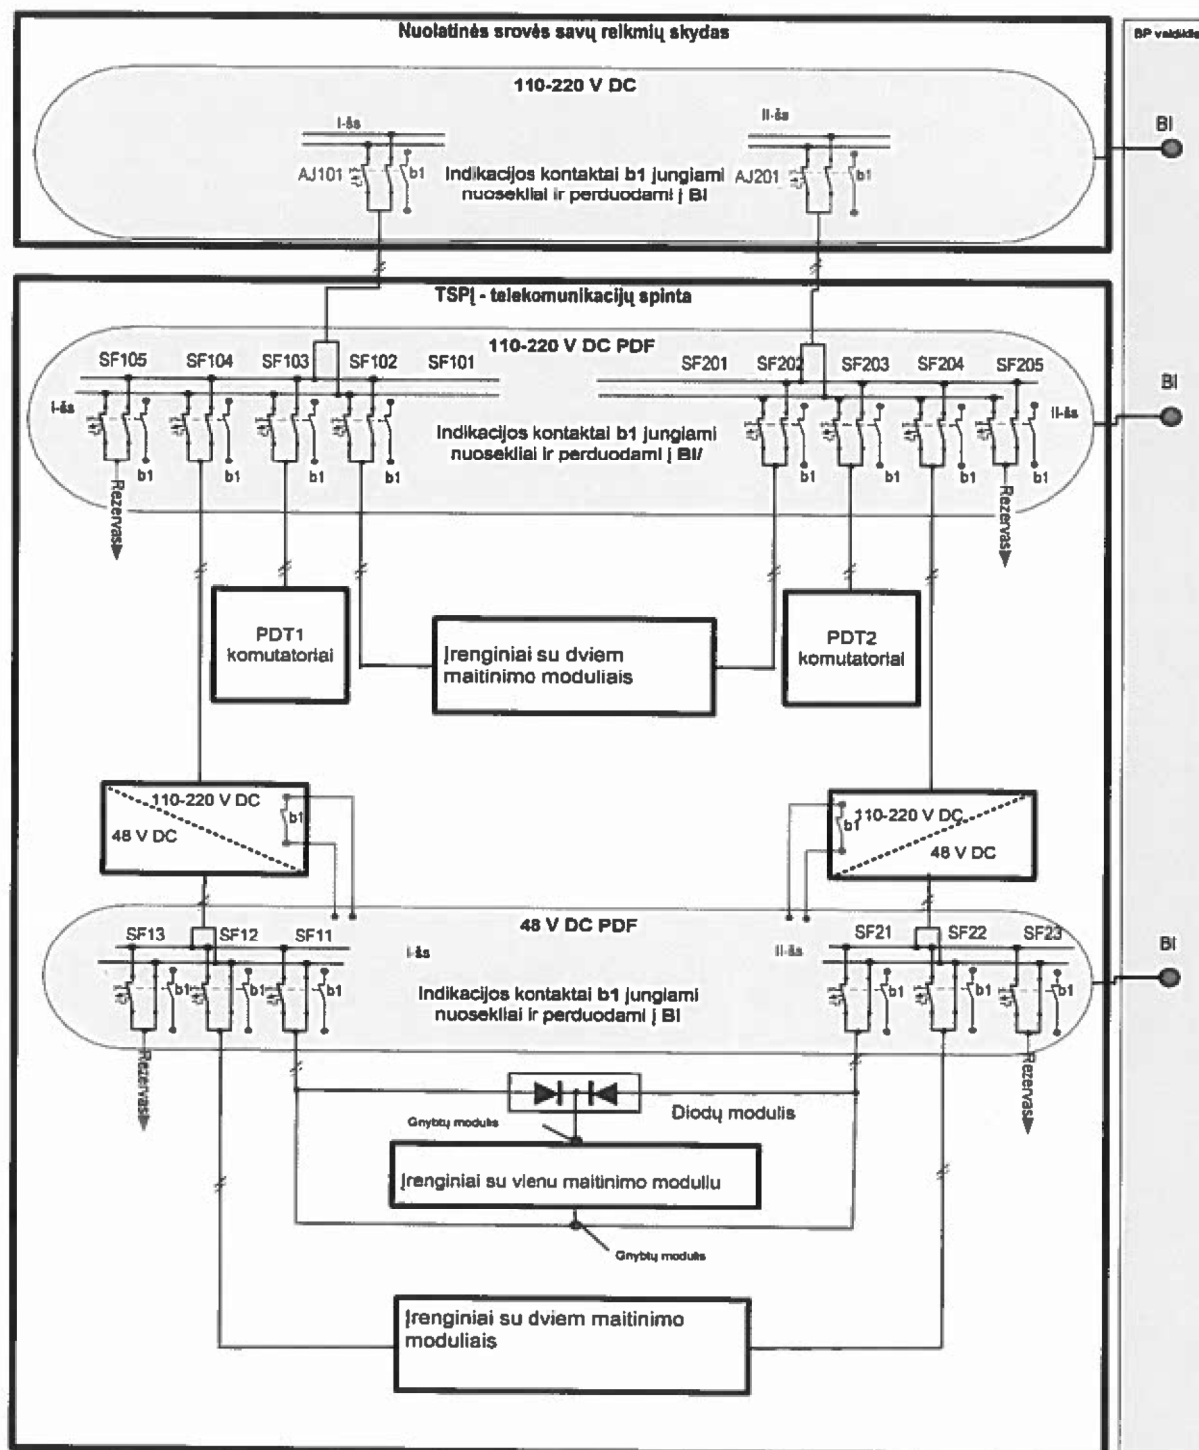 Nuolatinės srovės savų reikmių skydas
BP valdiklis
110-220 V DC
I-šs
II-šs
BI
AJ101
b1
Indikacijos kontaktai b1 jungiami
nuosekliai ir perduodami į BI
AJ201
b1
TSPĮ - telekomunikacijų spinta
110-220 V DC PDF
SF105
SF104
SF103
SF102
SF101
SF201
SF202
SF203
SF204
SF205
BI
I-šs
II-šs
Indikacijos kontaktai b1 jungiami
nuosekliai ir perduodami į BI/
b1
b1
b1
b1
b1
b1
b1
b1
Rezervas
Rezervas
PDT1
komutatoriai
Įrenginiai su dviem
maitinimo moduliais
PDT2
komutatoriai
110-220 V DC
48 V DC
b1
b1
110-220 V DC
48 V DC
48 V DC PDF
SF13
SF12
SF11
I-šs
II-šs
SF21
SF22
SF23
BI
b1
b1
b1
b1
b1
b1
Indikacijos kontaktai b1 jungiami
nuosekliai ir perduodami į BI
Rezervas
Rezervas
Diodų modulis
Gnybtų modulis
Įrenginiai su vienu maitinimo moduliu
Gnybtų modulis
Įrenginiai su dviem maitinimo
moduliais